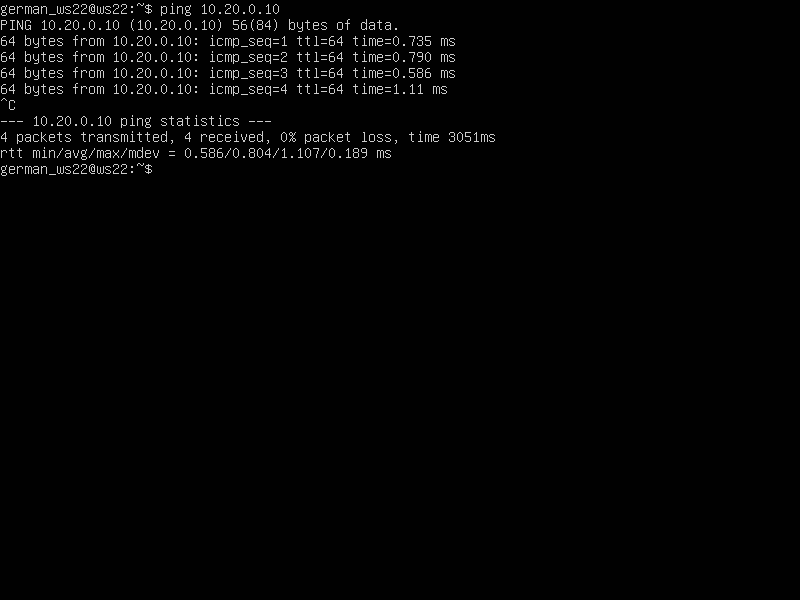 german_ws22@ws22:~$ ping 10.20.0.10
PING 10.20.0.10 (10.20.0.10) 56(84) bytes of data.
64 bytes from 10.20.0.10: icmp_seq=1 ttl=64 time=0.735 ms
64 bytes from 10.20.0.10: icmp_seq=2 ttl=64 time=0.790 ms
64 bytes from 10.20.0.10: icmp_seq=3 ttl=64 time=0.586 ms
64 bytes from 10.20.0.10: icmp_seq=4 ttl=64 time=1.11 ms
^C
--- 10.20.0.10 ping statistics ---
4 packets transmitted, 4 received, 0% packet loss, time 3051ms
rtt min/avg/max/mdev = 0.586/0.804/1.107/0.189 ms
german_ws22@ws22:~$